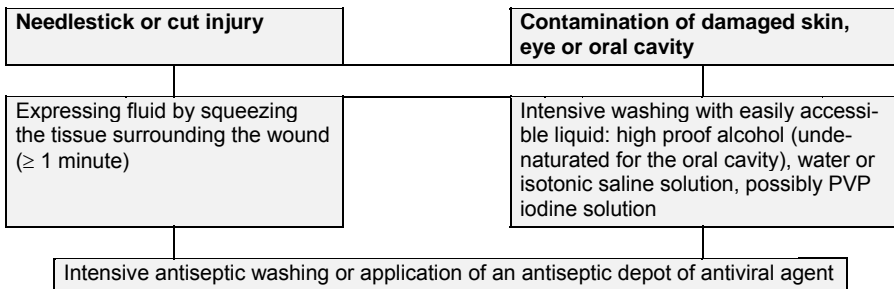 Needlestick or cut injury
Contamination of damaged skin,
eye or oral cavity
Expressing fluid by squeezing
the tissue surrounding the wound
(≥ 1 minute)
Intensive washing with easily accessi-
ble liquid: high proof alcohol (unde-
naturated for the oral cavity), water or
isotonic saline solution, possibly PVP
iodine solution
Intensive antiseptic washing or application of an antiseptic depot of antiviral agent